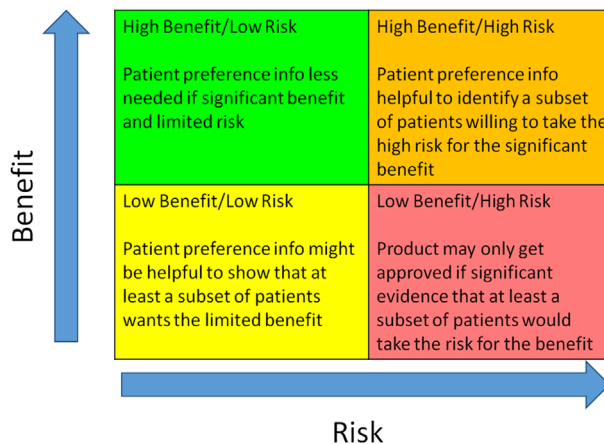 High Benefit/Low Risk
Patient preference info less
needed if significant benefit
and limited risk
High Benefit/High Risk
Patient preference info
helpful to identify a subset
of patients willing to take the
high risk for the significant
benefit
Low Benefit/Low Risk
Patient preference info might
be helpful to show that at
least a subset of patients
wants the limited benefit
Low Benefit/High Risk
Product may only get
approved if significant
evidence that at least a
subset of patients would
take the risk for the benefit
Benefit
Risk